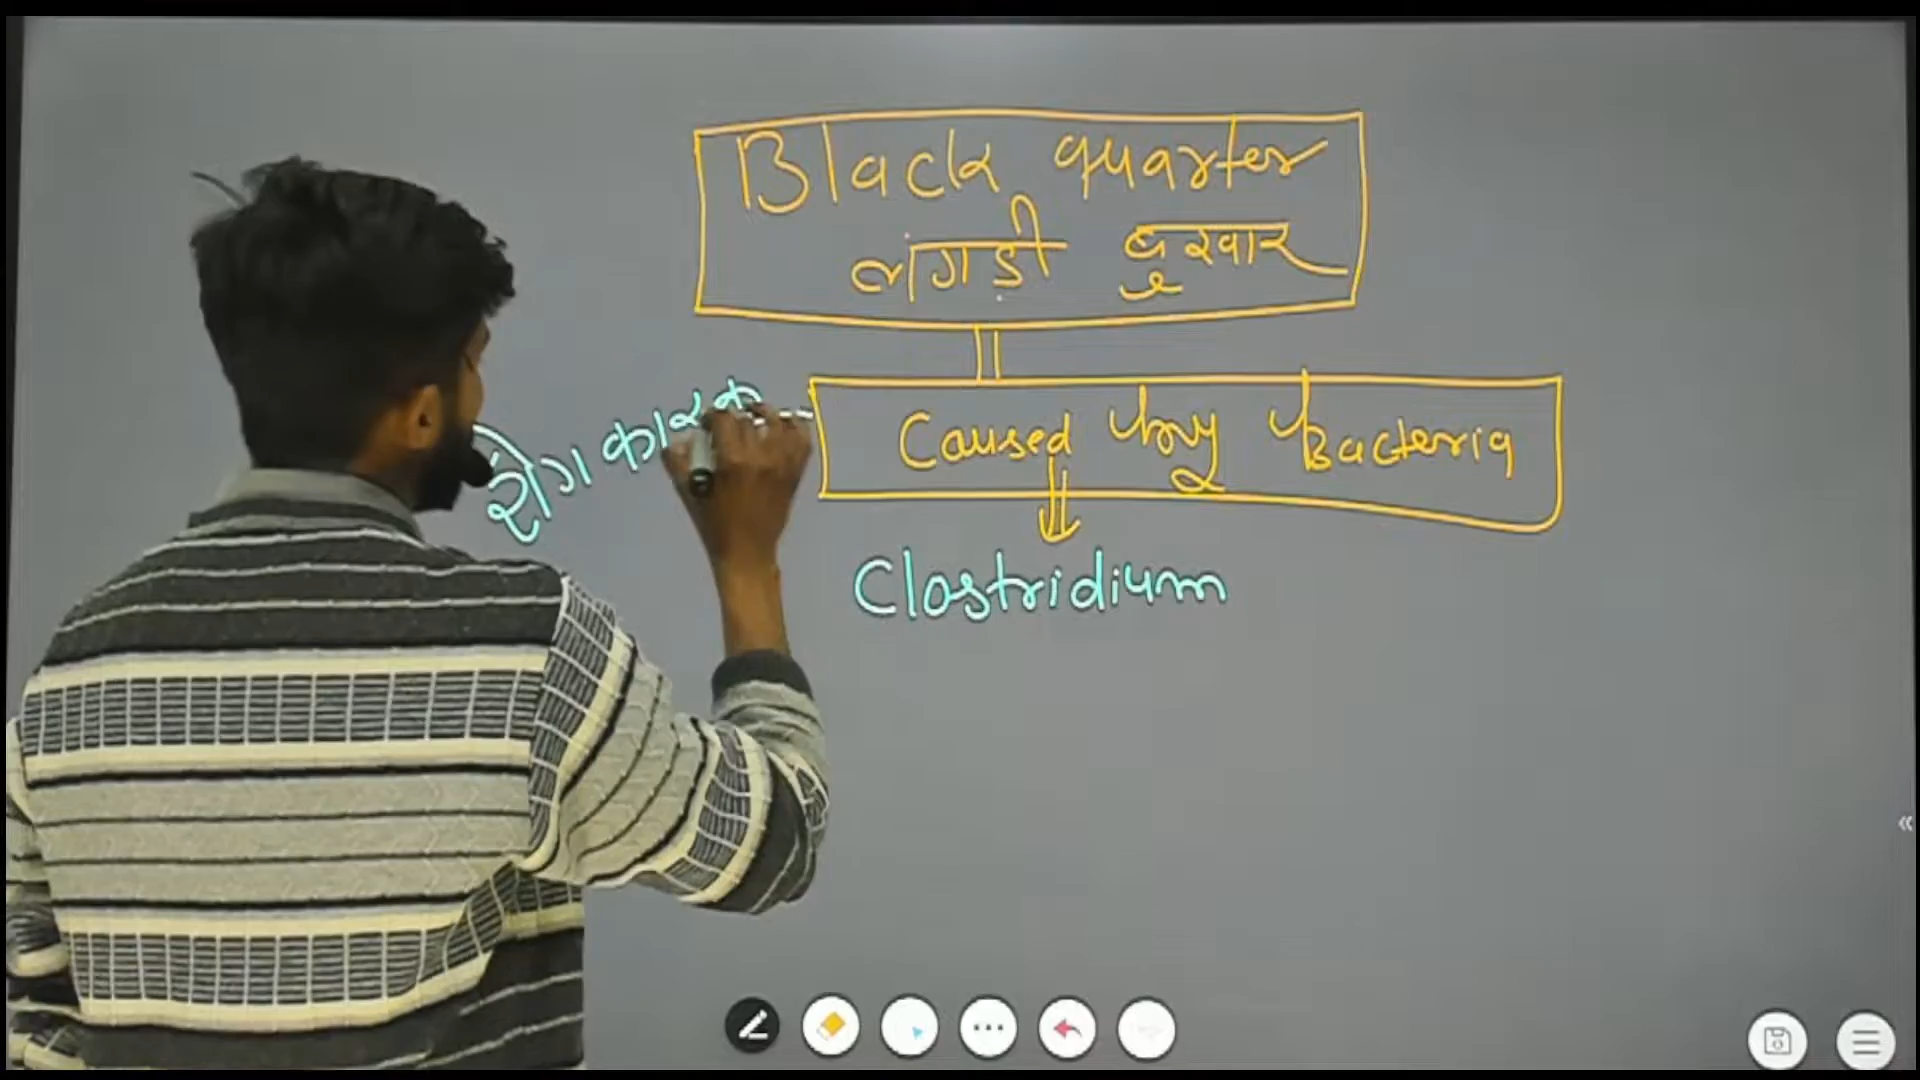 Black quarter
लंगड़ी बुखार
रोग कारक
Caused by Bacteria
Clostridium